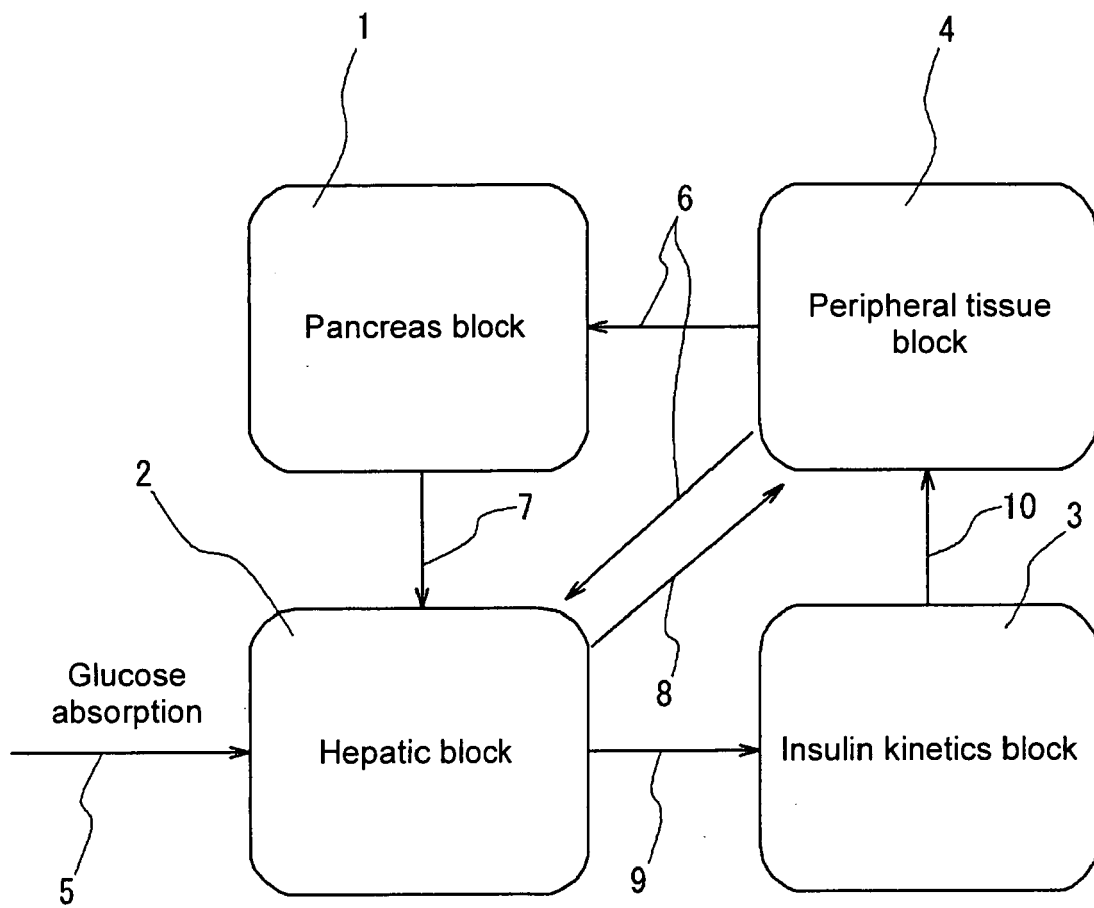 1
4
6
Pancreas block
Peripheral tissue
block
2
7
10
3
Glucose
absorption
8
Hepatic block
Insulin kinetics block
5
9